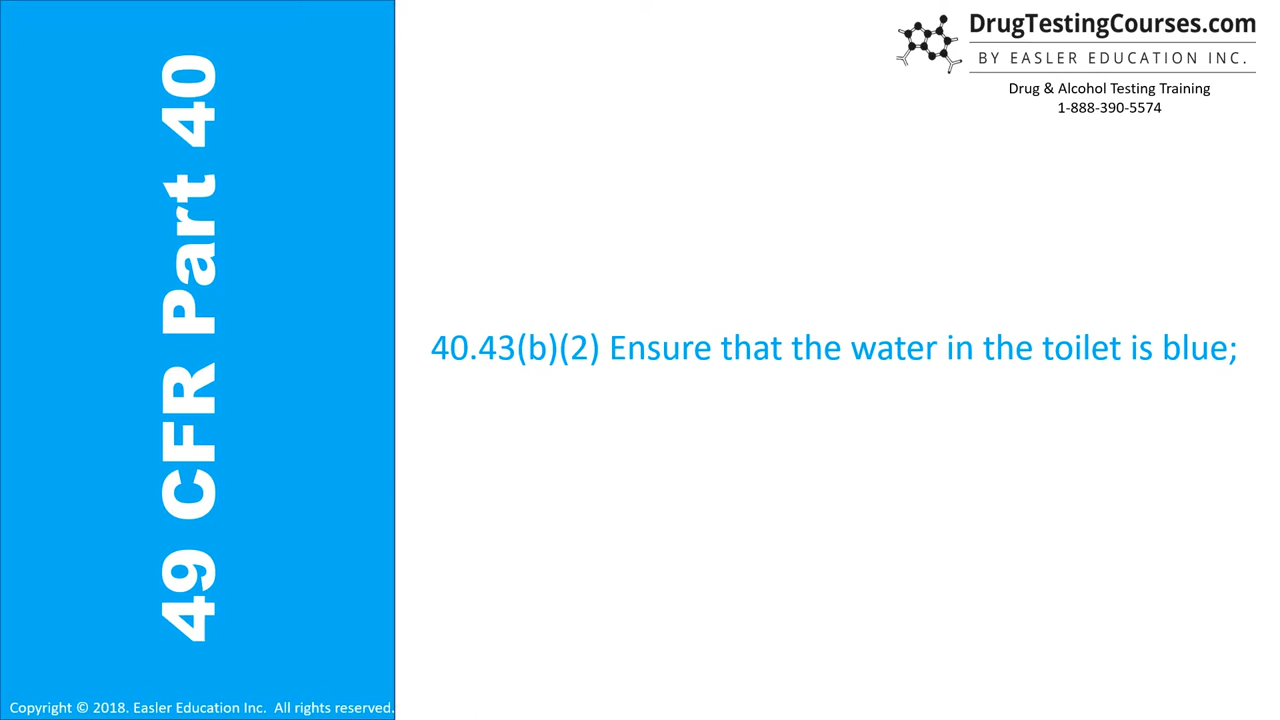 49 CFR Part 40
DrugTestingCourses.com
BY EASLER EDUCATION INC.
Drug & Alcohol Testing Training
1-888-390-5574
40.43(b)(2) Ensure that the water in the toilet is blue;
Copyright © 2018. Easler Education Inc.  All rights reserved.